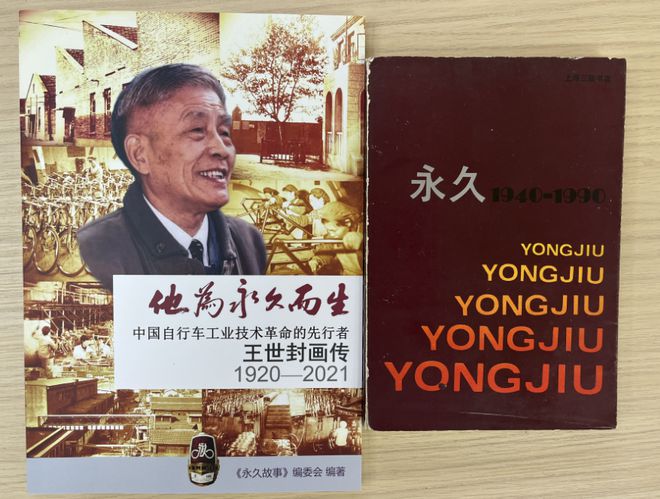 他為永久而生
中国自行车工业技术革命的先行者
王世封画传
1920—2021
《永久故事》编委会 编著
上海三联书店
永久 1940-1990
YONGJIU
YONGJIU
YONGJIU
YONGJIU
YONGJIU